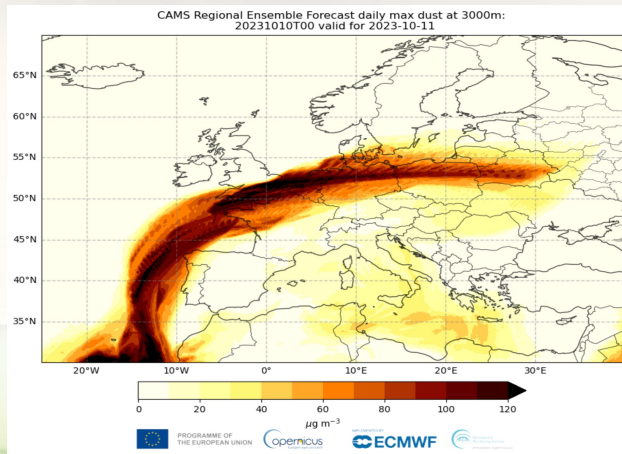 CAMS Regional Ensemble Forecast daily max dust at 3000m:
20231010T00 valid for 2023-10-11
65°N
60°N
55°N
50°N
45°N
40°N
35°N
20°W 10°W 0° 10°E 20°E 30°E
0 20 40 60 80 100 120
μg m⁻³
PROGRAMME OF
THE EUROPEAN UNION
opernicus
ECMWF